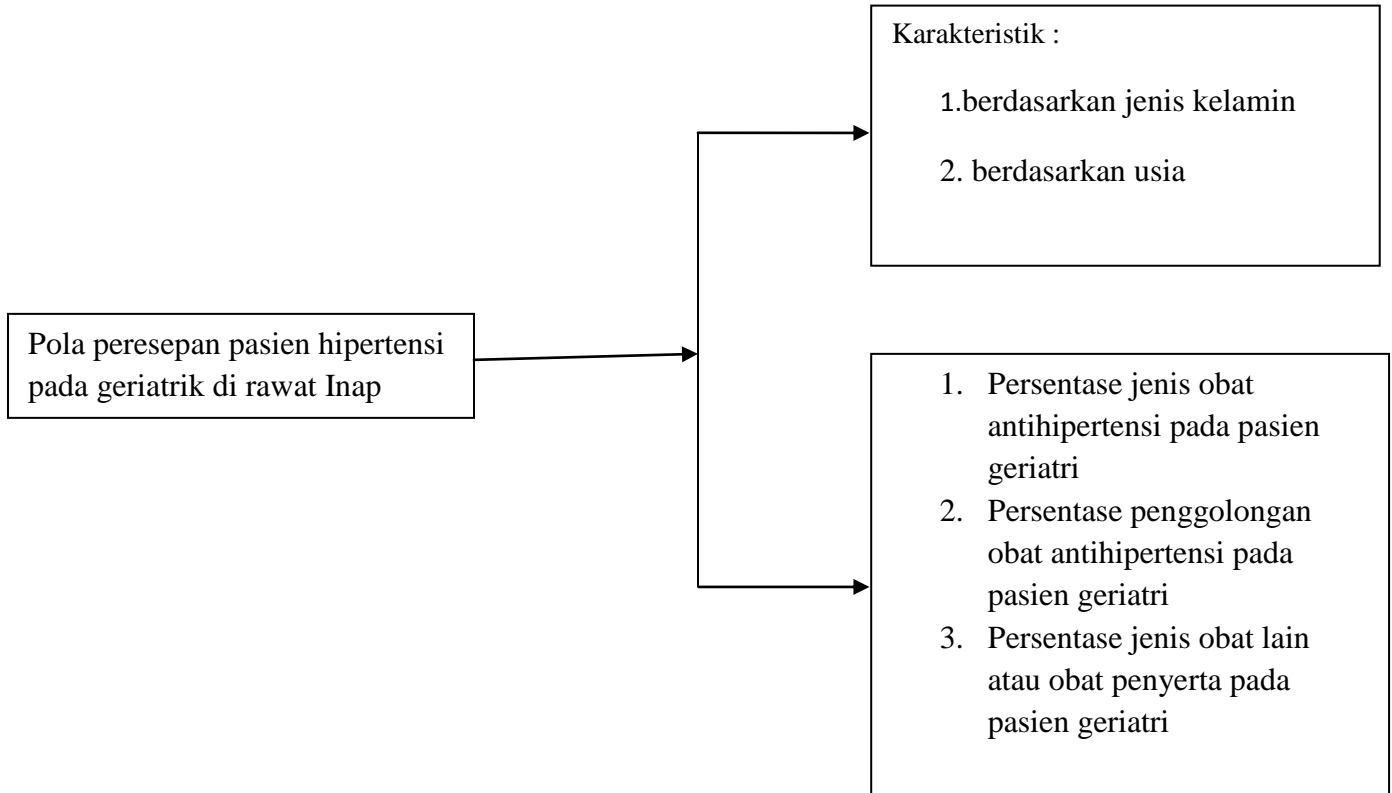 Karakteristik :
1.berdasarkan jenis kelamin
2. berdasarkan usia
Pola peresepan pasien hipertensi
pada geriatrik di rawat Inap
1. Persentase jenis obat
antihipertensi pada pasien
geriatri
2. Persentase penggolongan
obat antihipertensi pada
pasien geriatri
3. Persentase jenis obat lain
atau obat penyerta pada
pasien geriatri